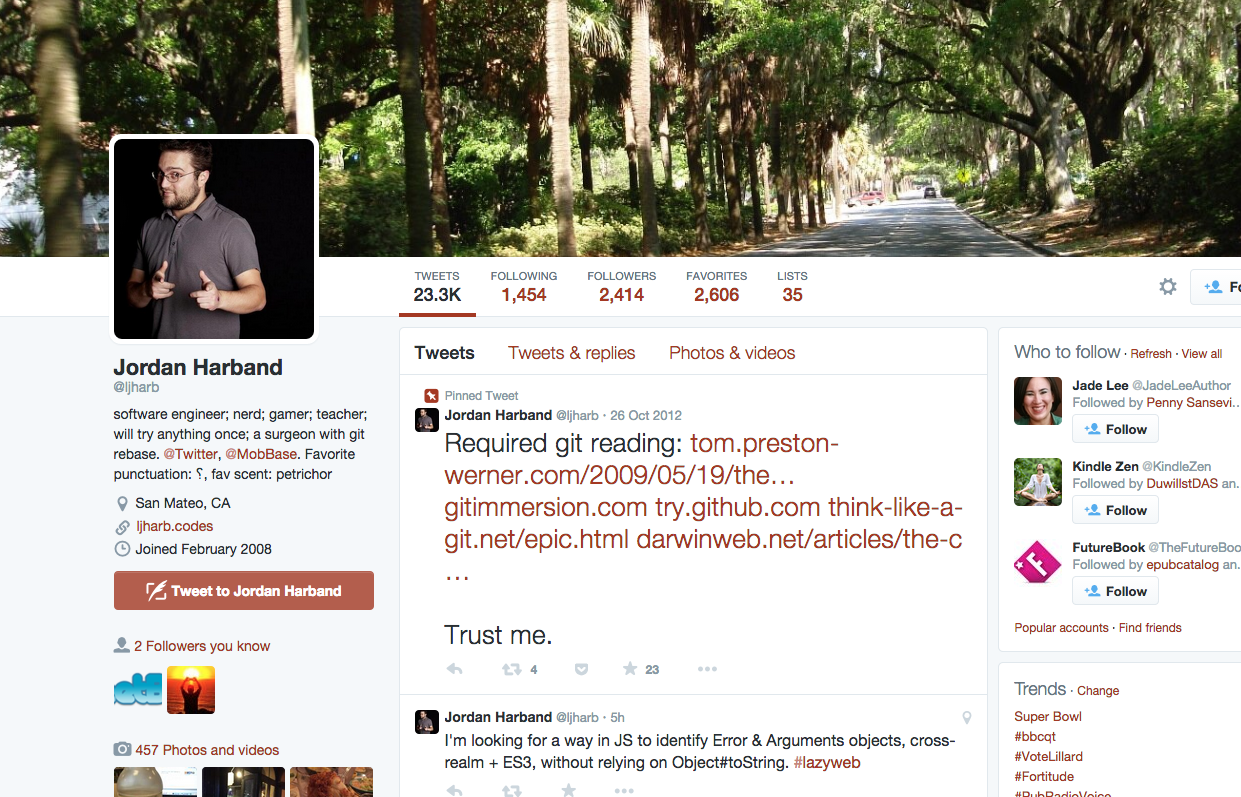 TWEETS
23.3K
FOLLOWING
1,454
FOLLOWERS
2,414
FAVORITES
2,606
LISTS
35
Jordan Harband
@ljharb
software engineer; nerd; gamer; teacher;
will try anything once; a surgeon with git
rebase. @Twitter, @MobBase. Favorite
punctuation: ⸮, fav scent: petrichor
San Mateo, CA
ljharb.codes
Joined February 2008
Tweet to Jordan Harband
2 Followers you know
457 Photos and videos
Tweets Tweets & replies Photos & videos
Pinned Tweet
Jordan Harband @ljharb · 26 Oct 2012
Required git reading: tom.preston-
werner.com/2009/05/19/the…
gitimmersion.com try.github.com think-like-a-
git.net/epic.html darwinweb.net/articles/the-c
…
Trust me.
4 23
Jordan Harband @ljharb · 5h
I'm looking for a way in JS to identify Error & Arguments objects, cross-
realm + ES3, without relying on Object#toString. #lazyweb
Who to follow · Refresh · View all
Jade Lee @JadeLeeAuthor
Followed by Penny Sansevi...
Follow
Kindle Zen @KindleZen
Followed by DuwillstDAS an...
Follow
FutureBook @TheFutureBoo
Followed by epubcatalog an...
Follow
Popular accounts · Find friends
Trends · Change
Super Bowl
#bbcqt
#VoteLillard
#Fortitude
#PubRadioVoice